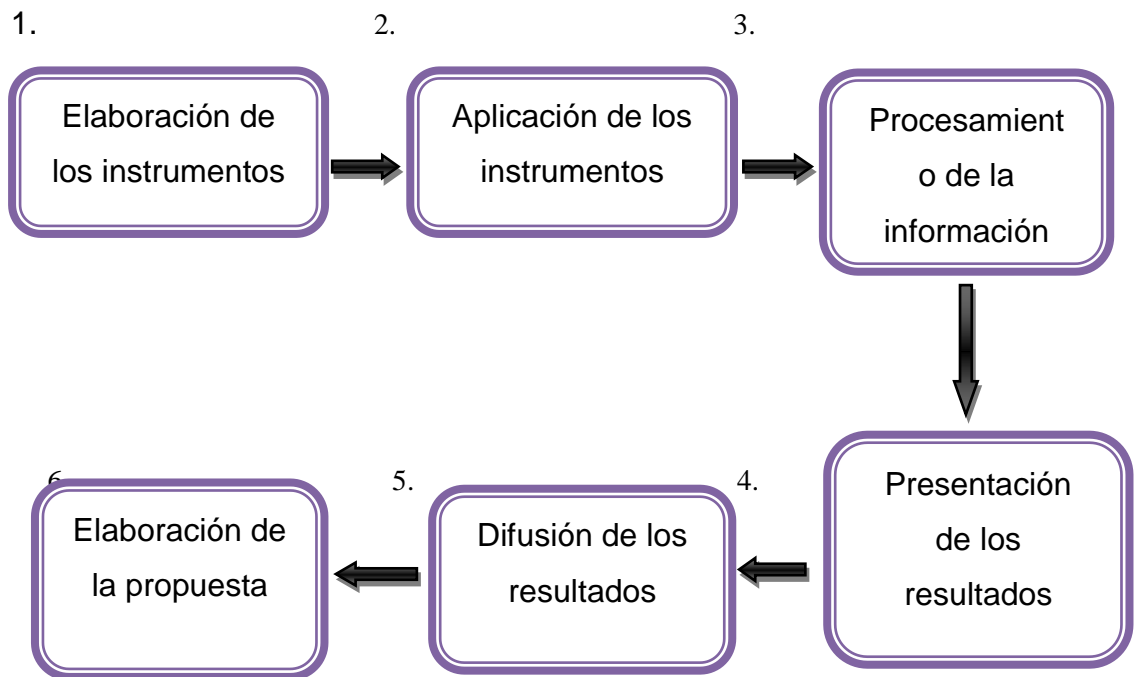 1.
2.
3.
Elaboración de
los instrumentos
Aplicación de los
instrumentos
Procesamient
o de la
información
4.
Presentación
de los
resultados
5.
Difusión de los
resultados
6.
Elaboración de
la propuesta